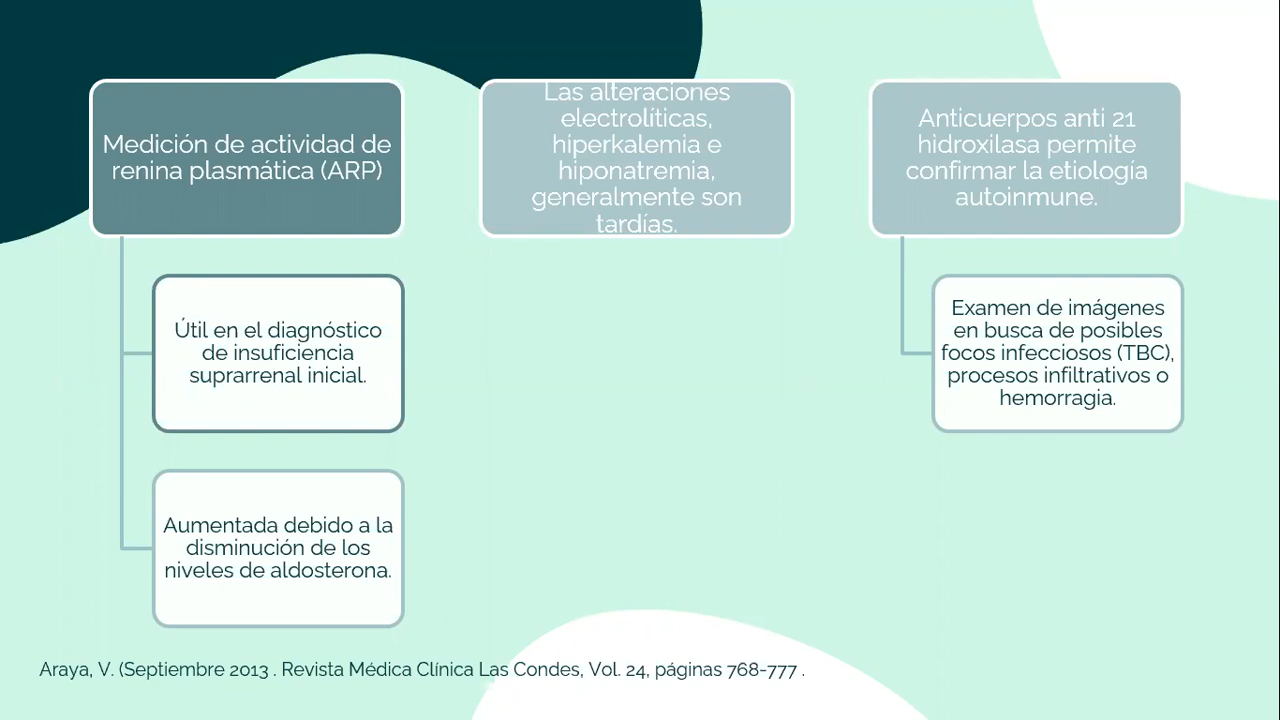 Medición de actividad de
renina plasmática (ARP)
Útil en el diagnóstico
de insuficiencia
suprarrenal inicial.
Aumentada debido a la
disminución de los
niveles de aldosterona.
Las alteraciones
electrolíticas,
hiperkalemia e
hiponatremia,
generalmente son
tardías.
Anticuerpos anti 21
hidroxilasa permite
confirmar la etiología
autoinmune.
Examen de imágenes
en busca de posibles
focos infecciosos (TBC),
procesos infiltrativos o
hemorragia.
Araya, V. (Septiembre 2013 . Revista Médica Clínica Las Condes, Vol. 24, páginas 768-777 .